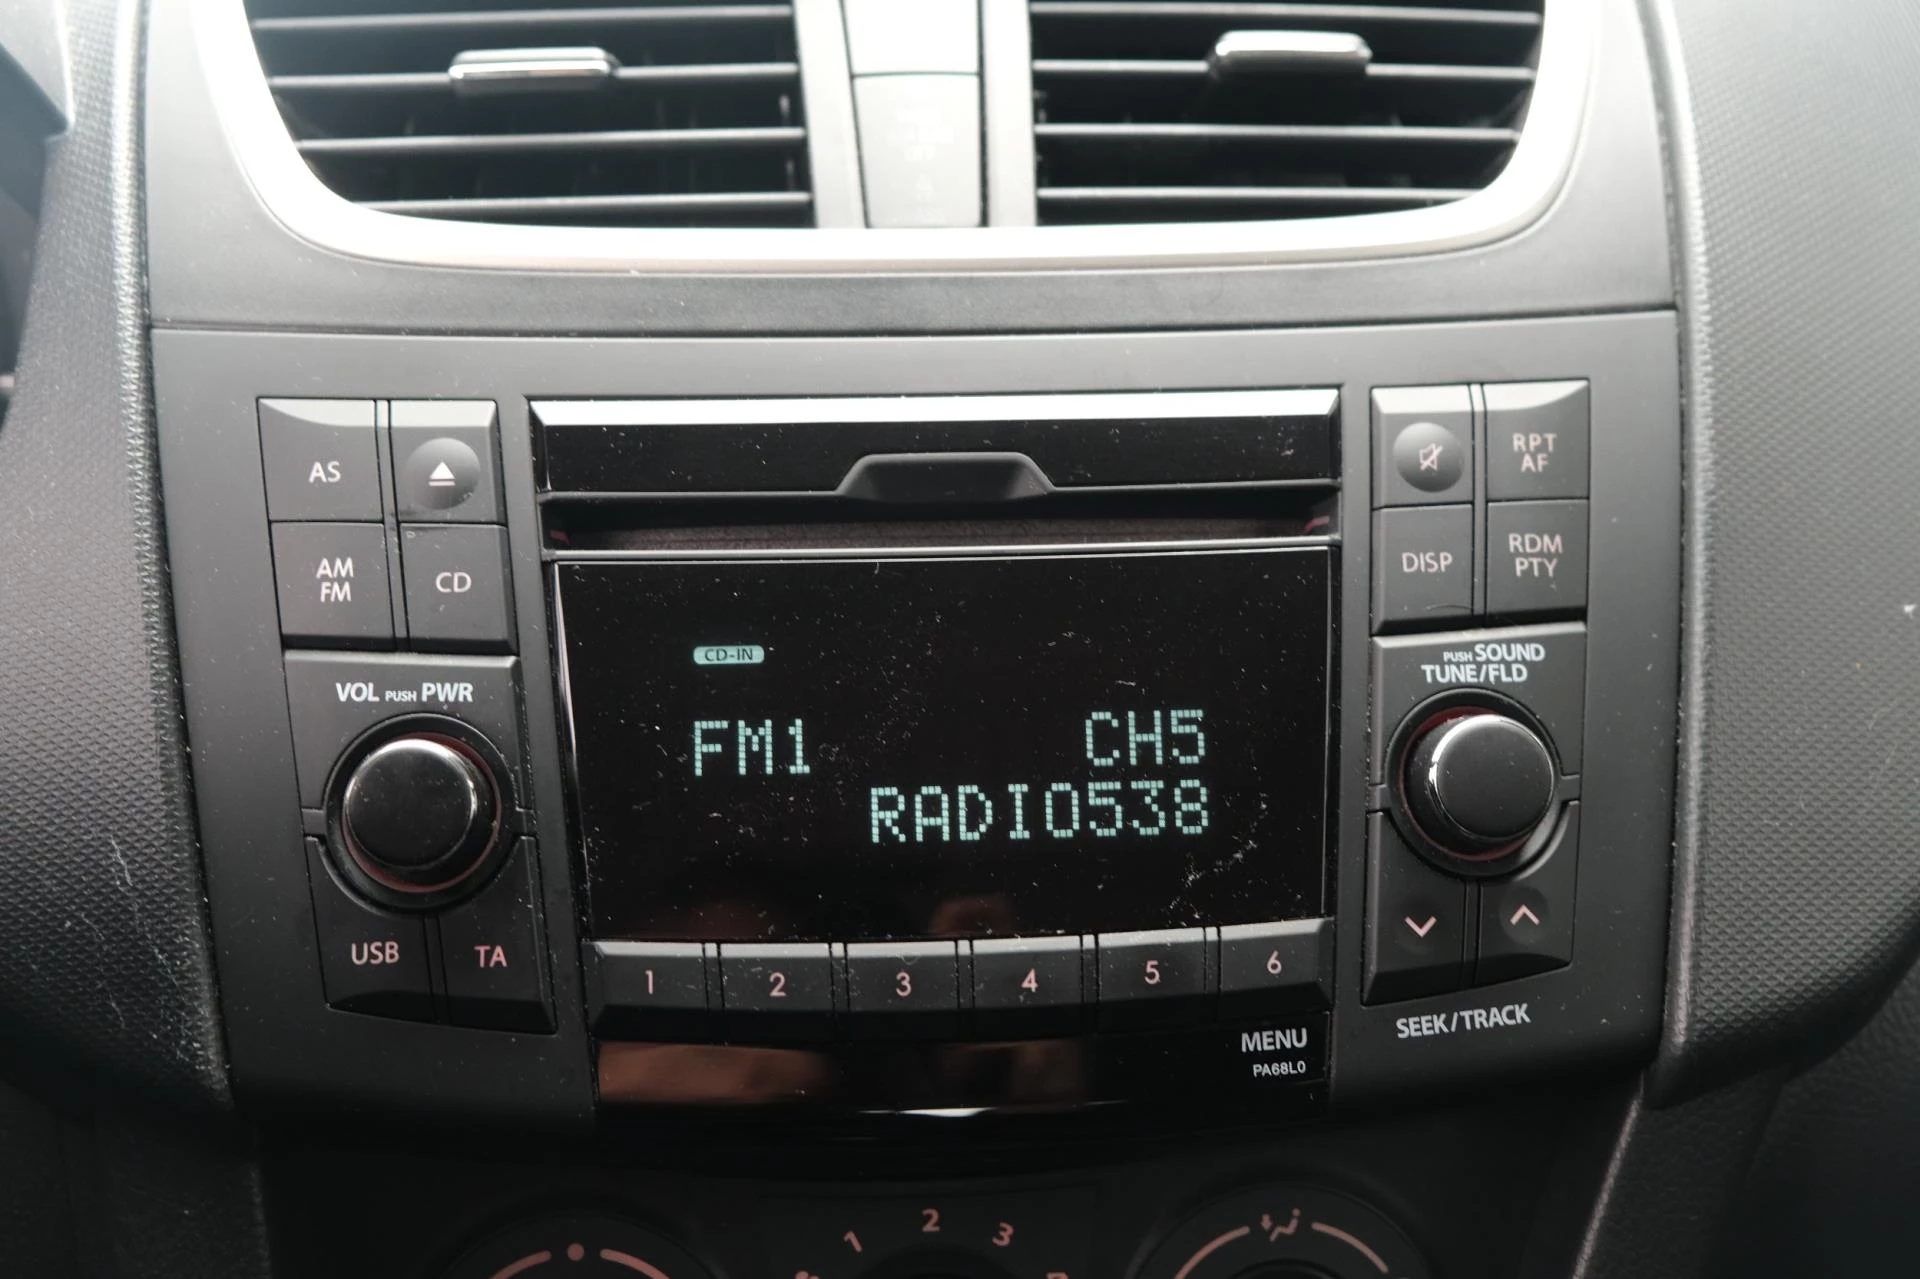 AS
AM
FM
CD
VOL PUSH PWR
USB
TA
CD-IN
FM1
CH5
RADIO538
1
2
3
4
5
6
MENU
PA68L0
RPT
AF
DISP
RDM
PTY
PUSH SOUND
TUNE/FLD
SEEK/TRACK
1
2
3